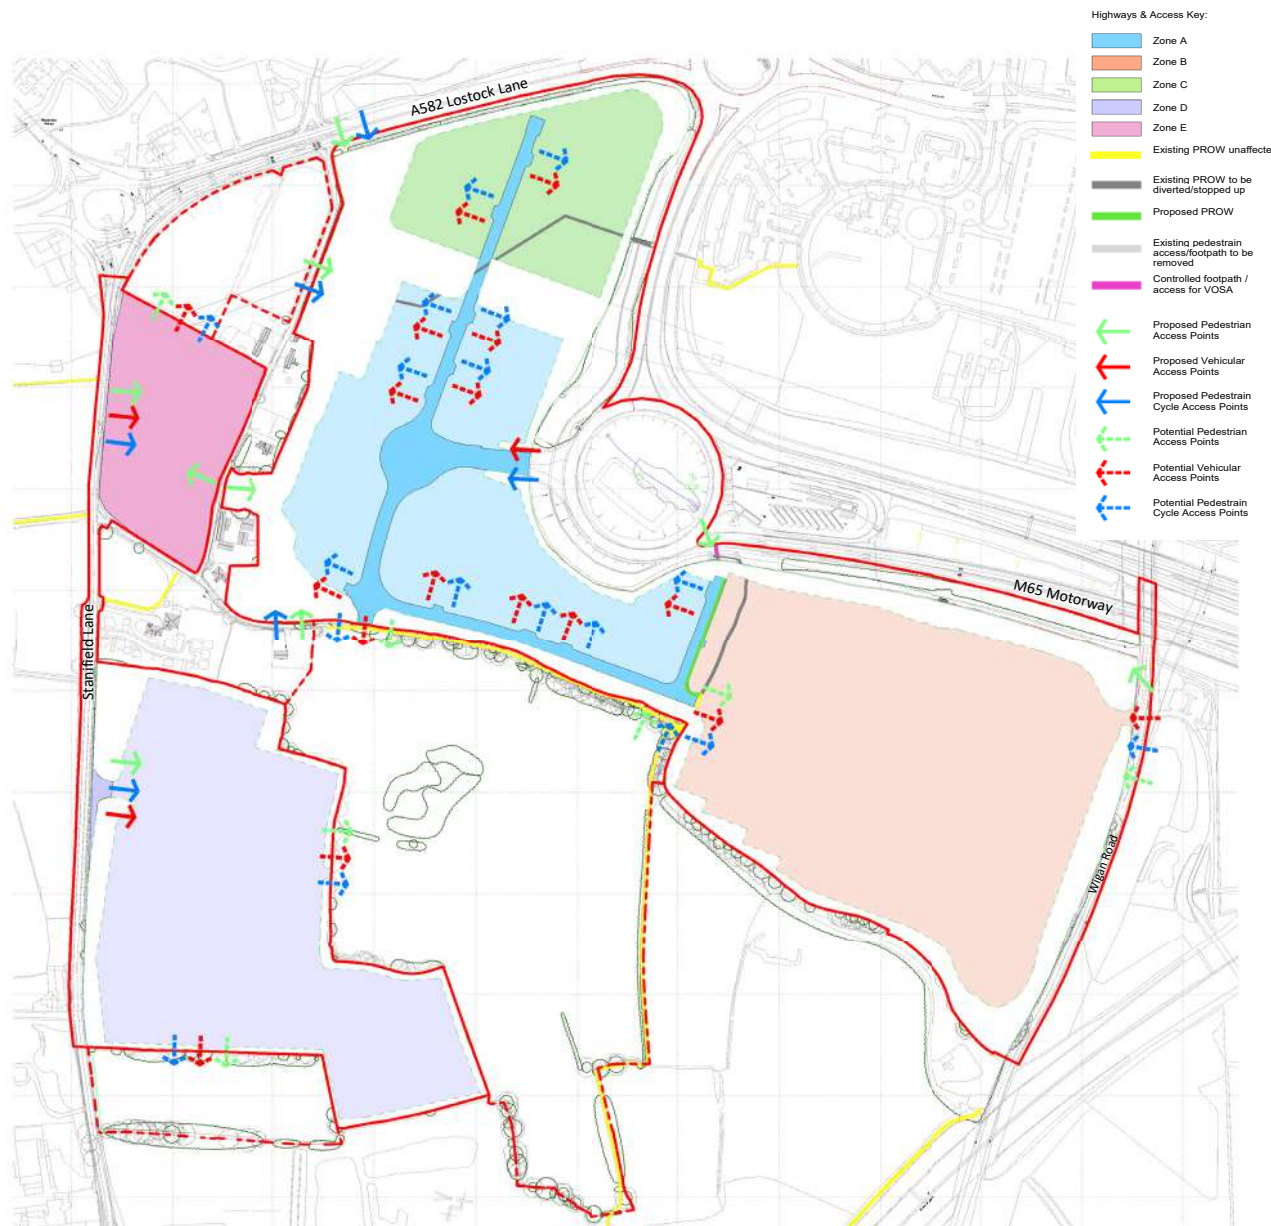 Highways & Access Key:
Zone A
Zone B
Zone C
Zone D
Zone E
Existing PROW unaffecte
Existing PROW to be
diverted/stopped up
Proposed PROW
Existing pedestrain
access/footpath to be
removed
Controlled footpath /
access for VOSA
Proposed Pedestrian
Access Points
Proposed Vehicular
Access Points
Proposed Pedestrain
Cycle Access Points
Potential Pedestrian
Access Points
Potential Vehicular
Access Points
Potential Pedestrain
Cycle Access Points
A582 Lostock Lane
M65 Motorway
Stanifield Lane
Wigan Road